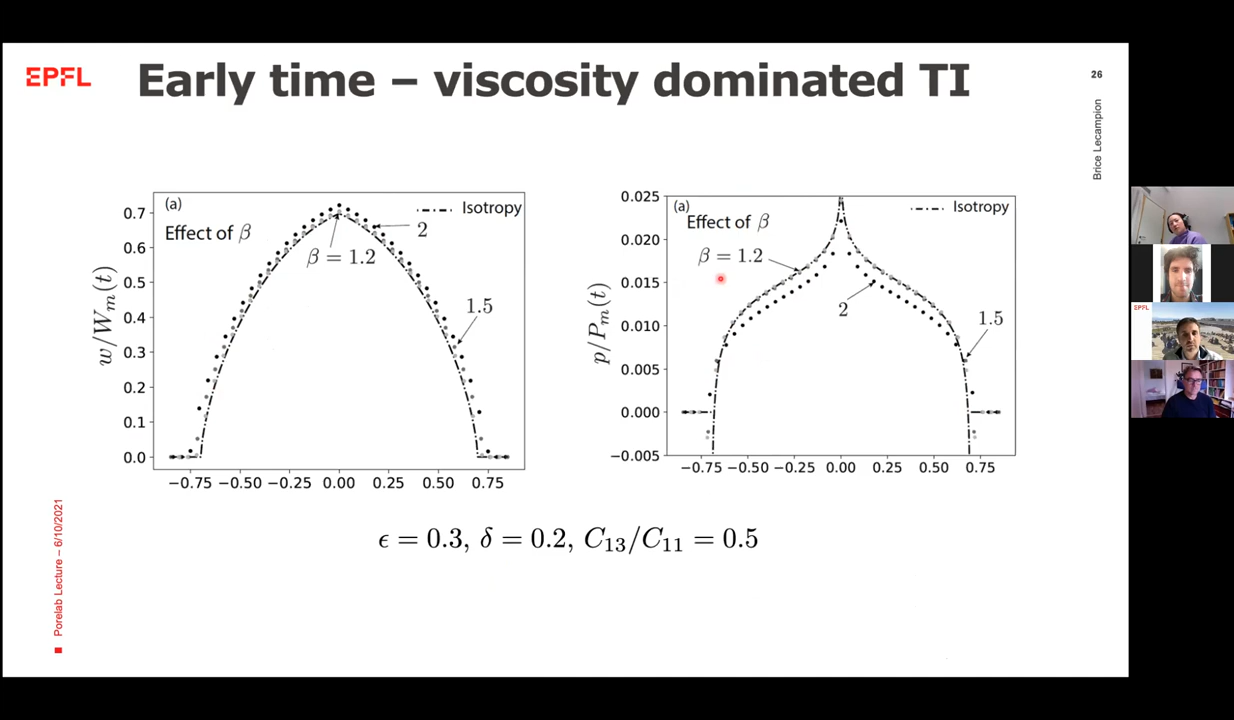 EPFL
Early time – viscosity dominated TI
26
Brice Lecampion
(a)
Isotropy
Effect of β
2
β = 1.2
1.5
w/Wm(t)
0.7
0.6
0.5
0.4
0.3
0.2
0.1
0.0
−0.75 −0.50 −0.25 0.00 0.25 0.50 0.75
(a)
Isotropy
Effect of β
β = 1.2
2
1.5
p/Pm(t)
0.025
0.020
0.015
0.010
0.005
0.000
−0.005
−0.75 −0.50 −0.25 0.00 0.25 0.50 0.75
ϵ = 0.3, δ = 0.2, C₁₃/C₁₁ = 0.5
Porelab Lecture – 6/10/2021
EPFL